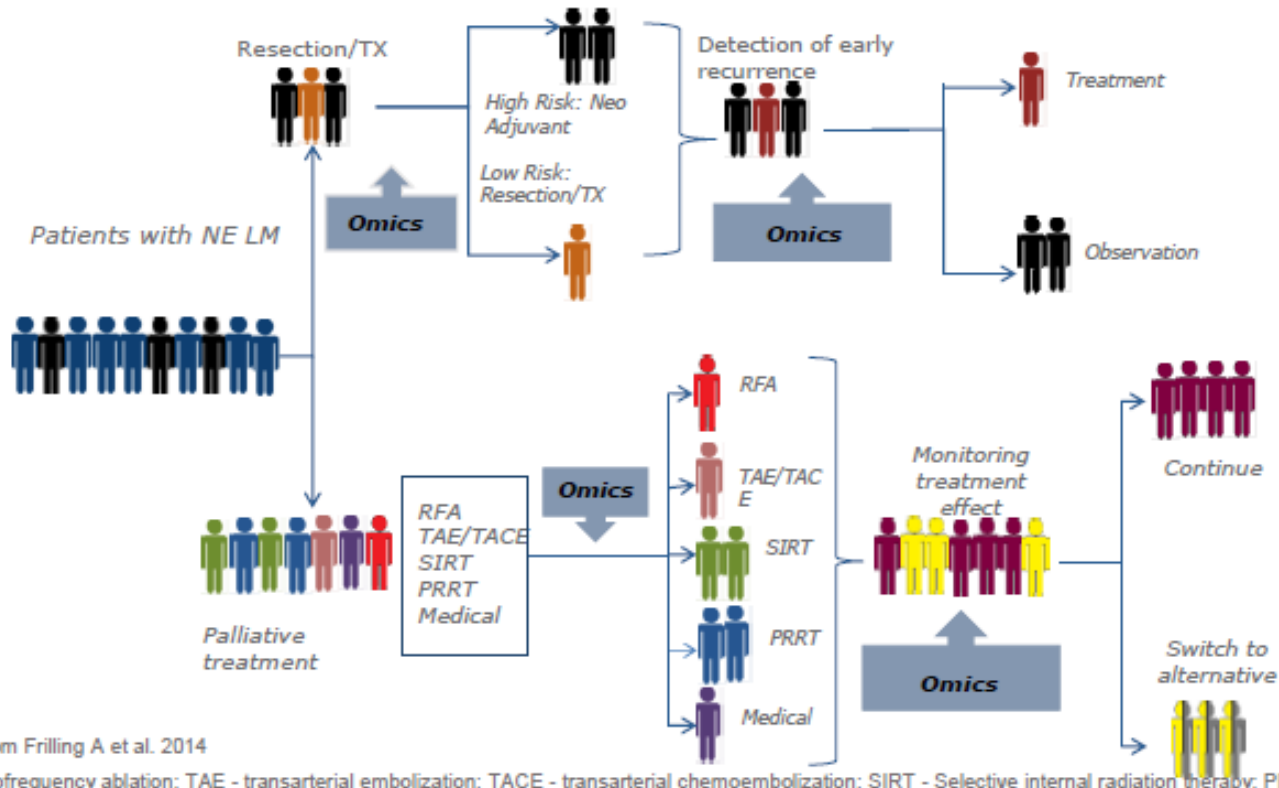 Resection/TX
High Risk: Neo
Adjuvant
Low Risk:
Resection/TX
Omics
Detection of early
recurrence
Omics
Treatment
Observation
Patients with NE LM
Palliative
treatment
RFA
TAE/TACE
SIRT
PRRT
Medical
Omics
RFA
TAE/TAC
E
SIRT
PRRT
Medical
Monitoring
treatment
effect
Omics
Continue
Switch to
alternative
m Frilling A et al. 2014
ofrequency ablation; TAE - transarterial embolization; TACE - transarterial chemoembolization; SIRT - Selective internal radiation therapy;